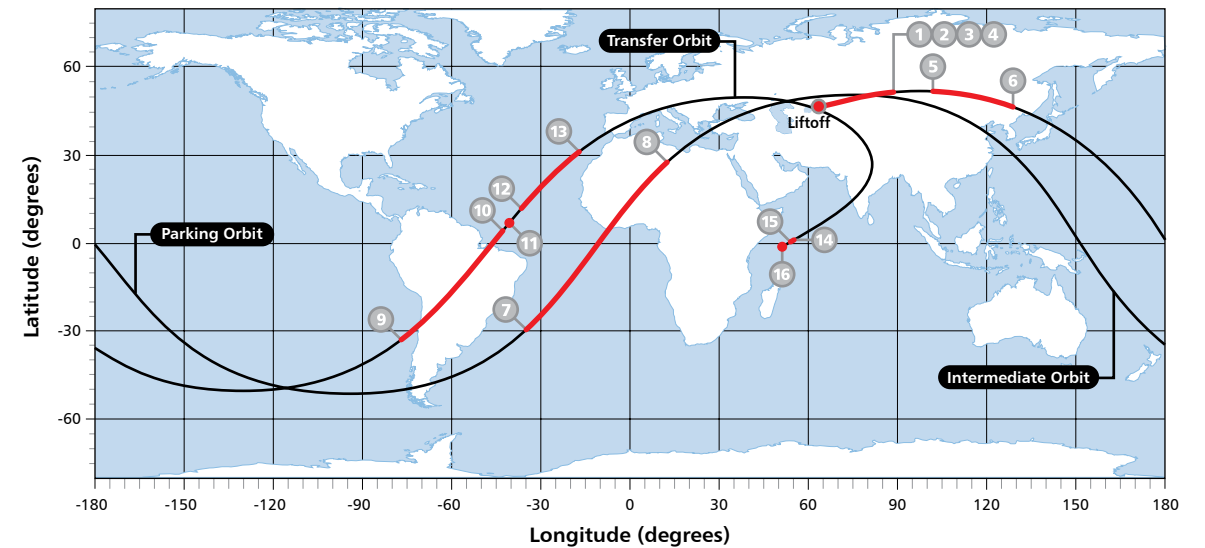 Transfer Orbit
1 2 3 4
60
5
6
Liftoff
13
8
30
12
10
15
Parking Orbit
0
11
14
16
7
9
-30
Intermediate Orbit
-60
-180 -150 -120 -90 -60 -30 0 30 60 90 120 150 180
Latitude (degrees)
Longitude (degrees)